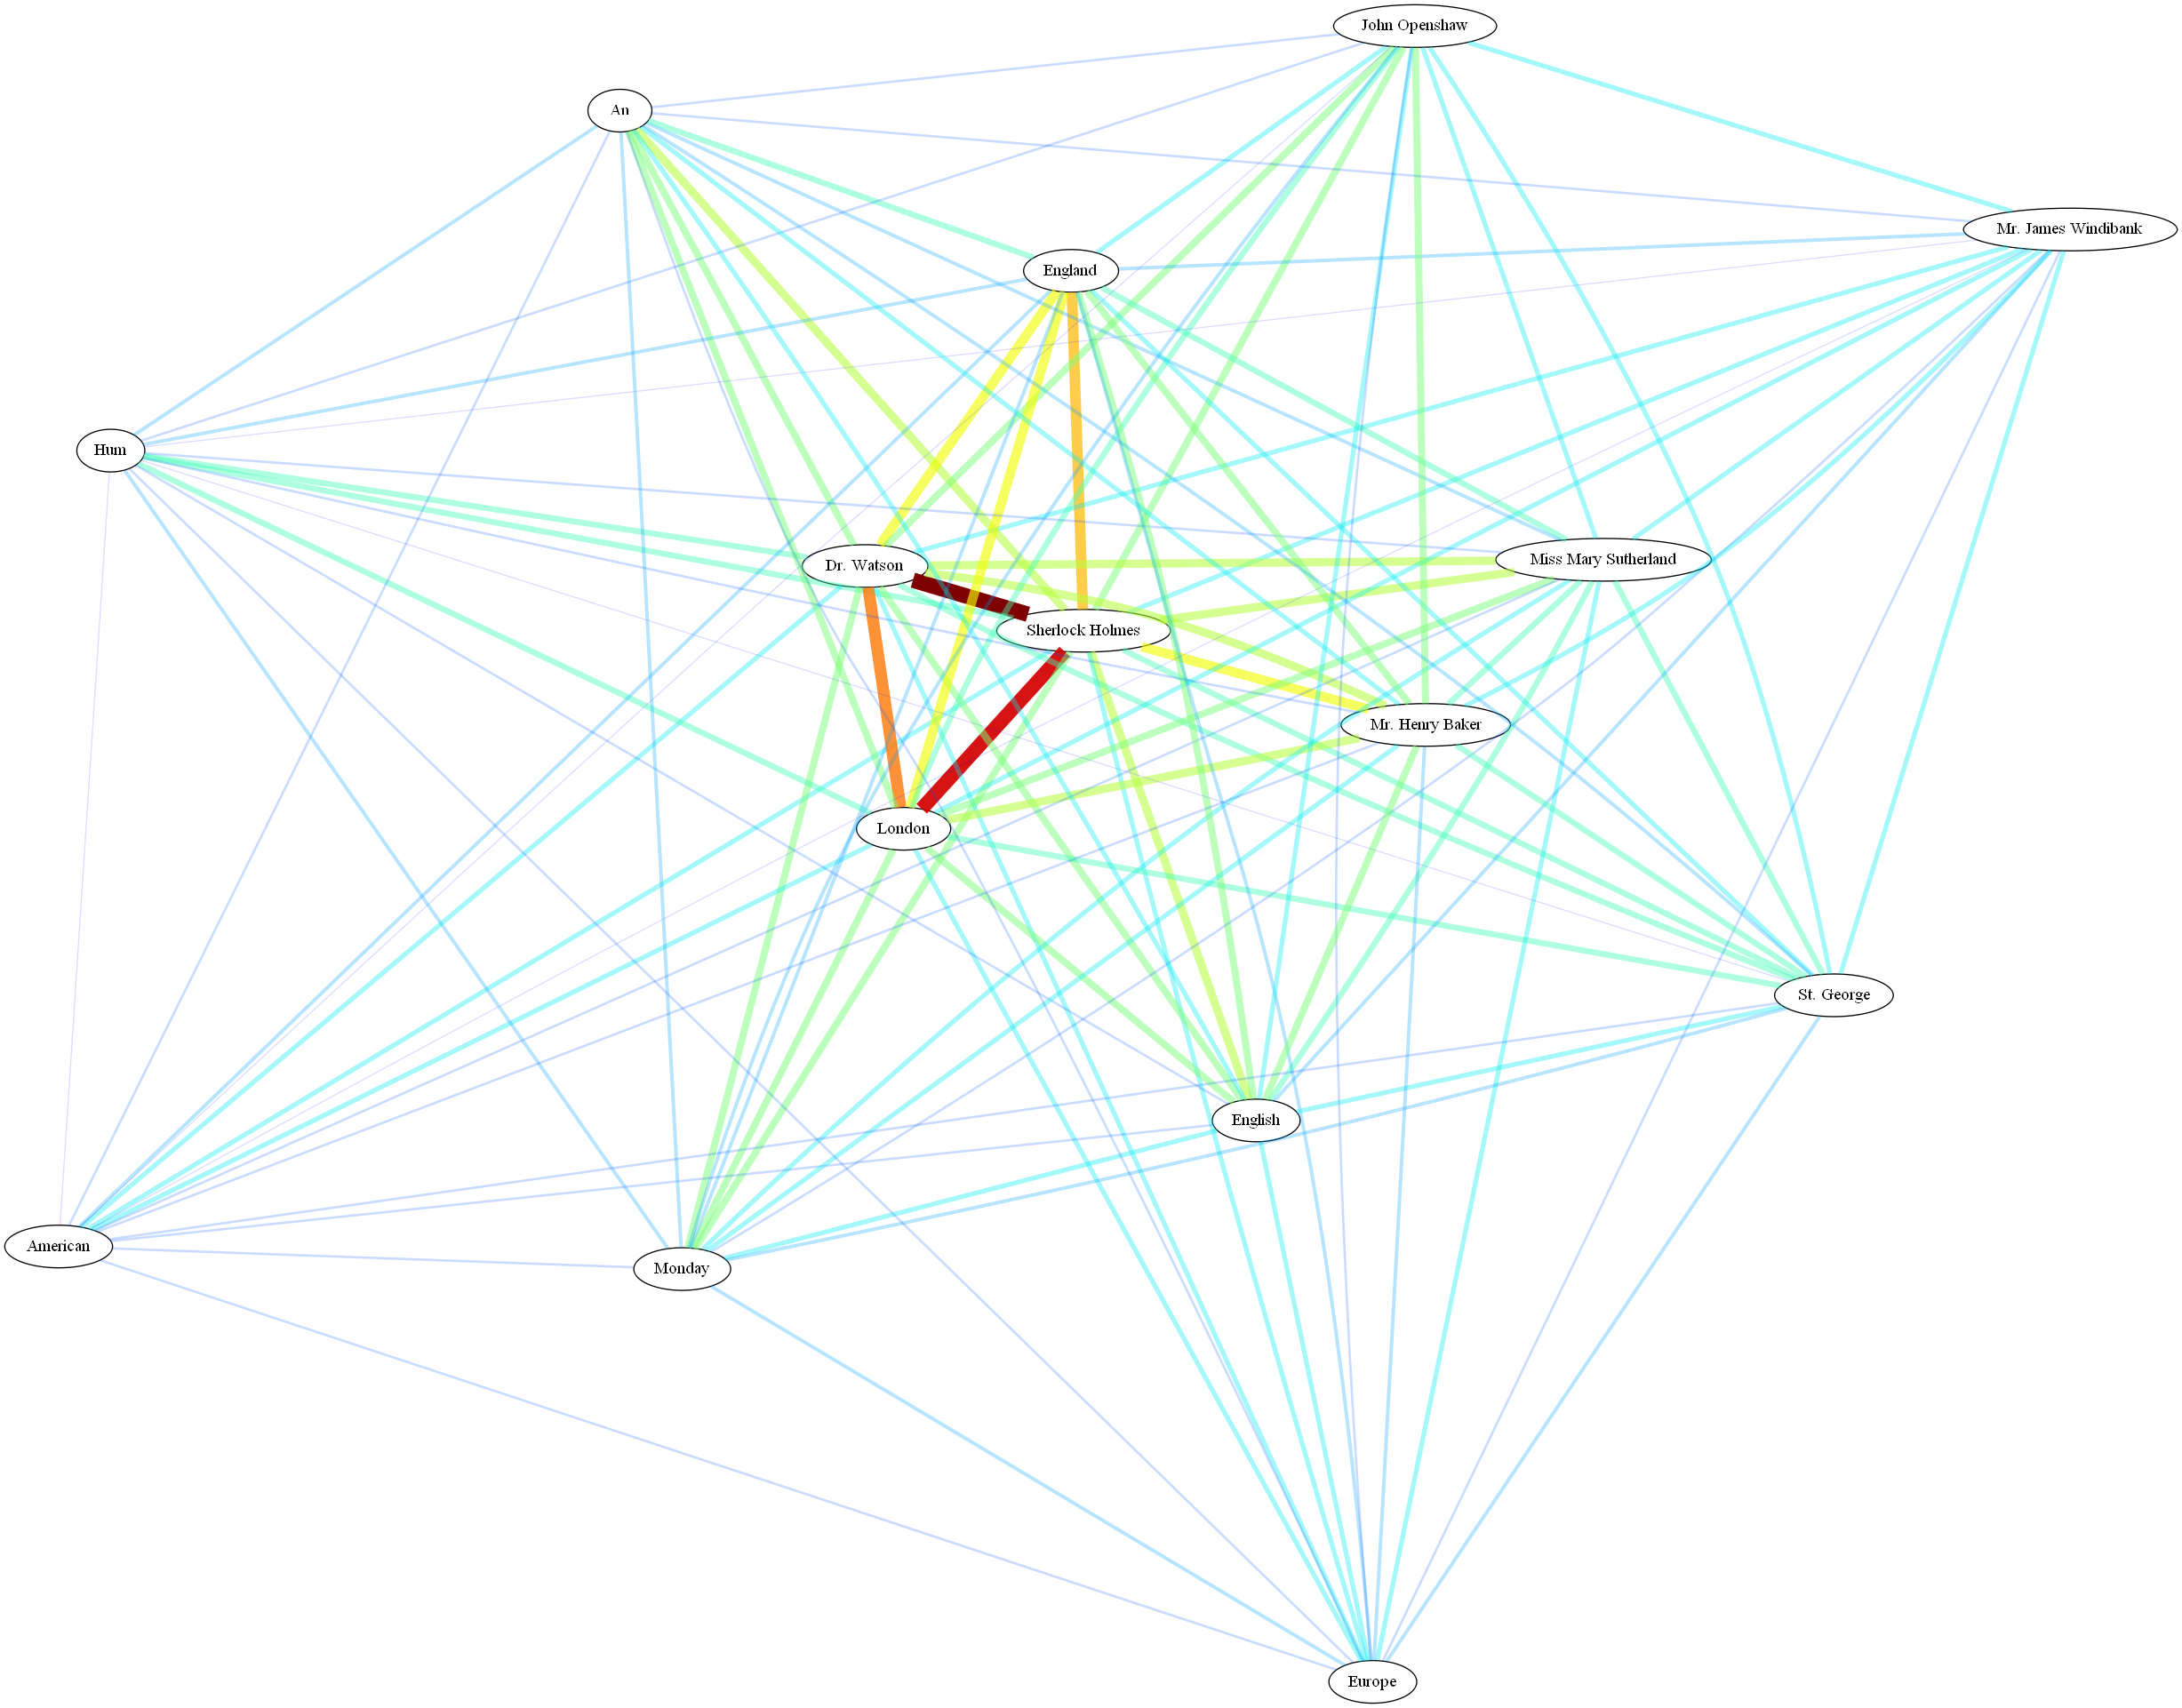 John Openshaw
An
Mr. James Windibank
England
Hum
Dr. Watson
Miss Mary Sutherland
Sherlock Holmes
Mr. Henry Baker
London
St. George
English
American
Monday
Europe